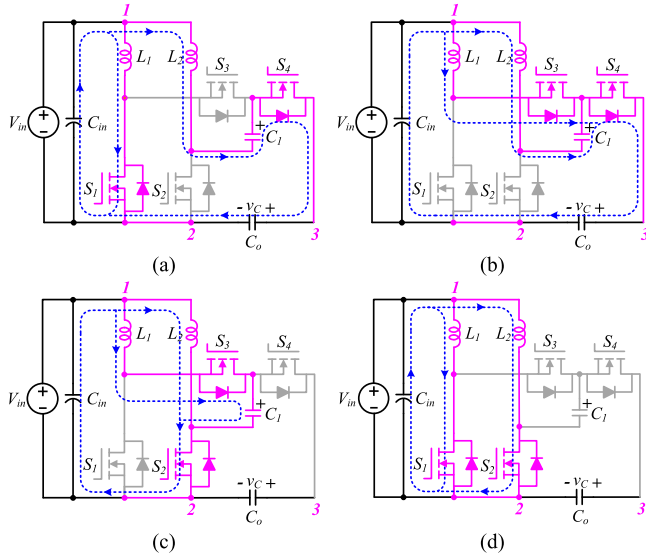 1
L1 L2 S3 S4
Vin Cin + C1
S1 S2 - vC +
2 Co 3
(a)
1
L1 L2 S3 S4
Vin Cin + C1
S1 S2 - vC +
2 Co 3
(b)
1
L1 L2 S3 S4
Vin Cin + C1
S1 S2 - vC +
2 Co 3
(c)
1
L1 L2 S3 S4
Vin Cin + C1
S1 S2 - vC +
2 Co 3
(d)